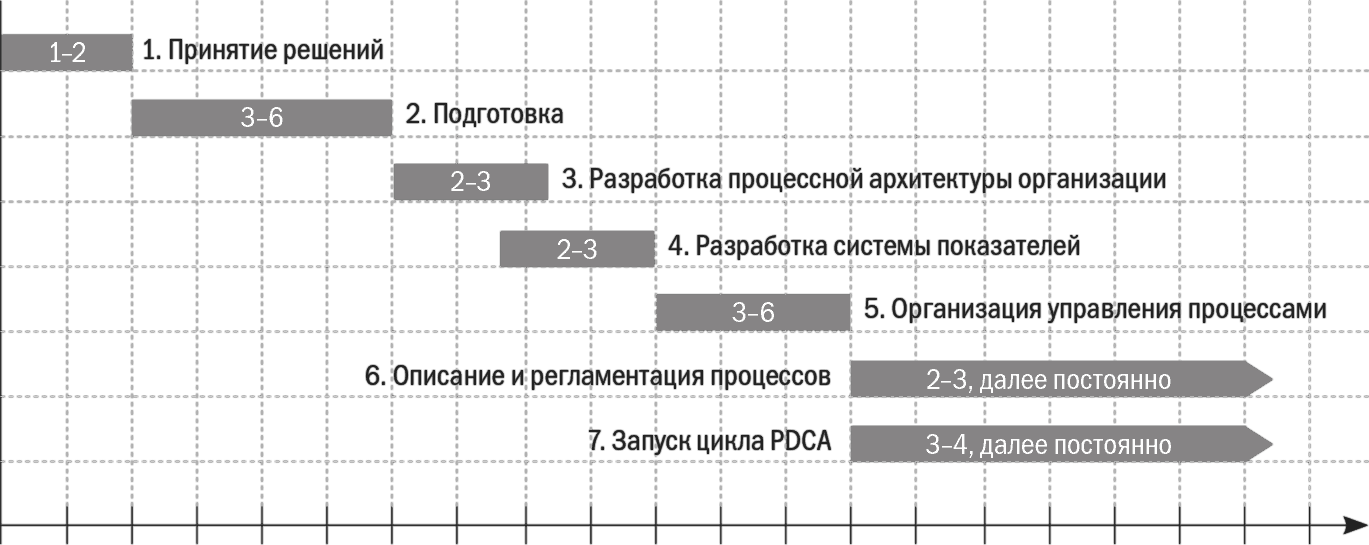 1–2 1. Принятие решений
3–6 2. Подготовка
2–3 3. Разработка процессной архитектуры организации
2–3 4. Разработка системы показателей
3–6 5. Организация управления процессами
6. Описание и регламентация процессов 2–3, далее постоянно
7. Запуск цикла PDCA 3–4, далее постоянно